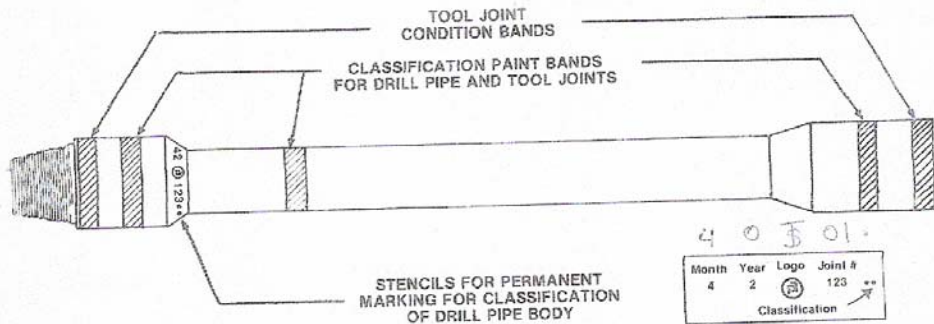 TOOL JOINT
CONDITION BANDS
CLASSIFICATION PAINT BANDS
FOR DRILL PIPE AND TOOL JOINTS
42 123••
STENCILS FOR PERMANENT
MARKING FOR CLASSIFICATION
OF DRILL PIPE BODY
4 0 01.
Month Year Logo Joint #
4 2 123 ••
Classification